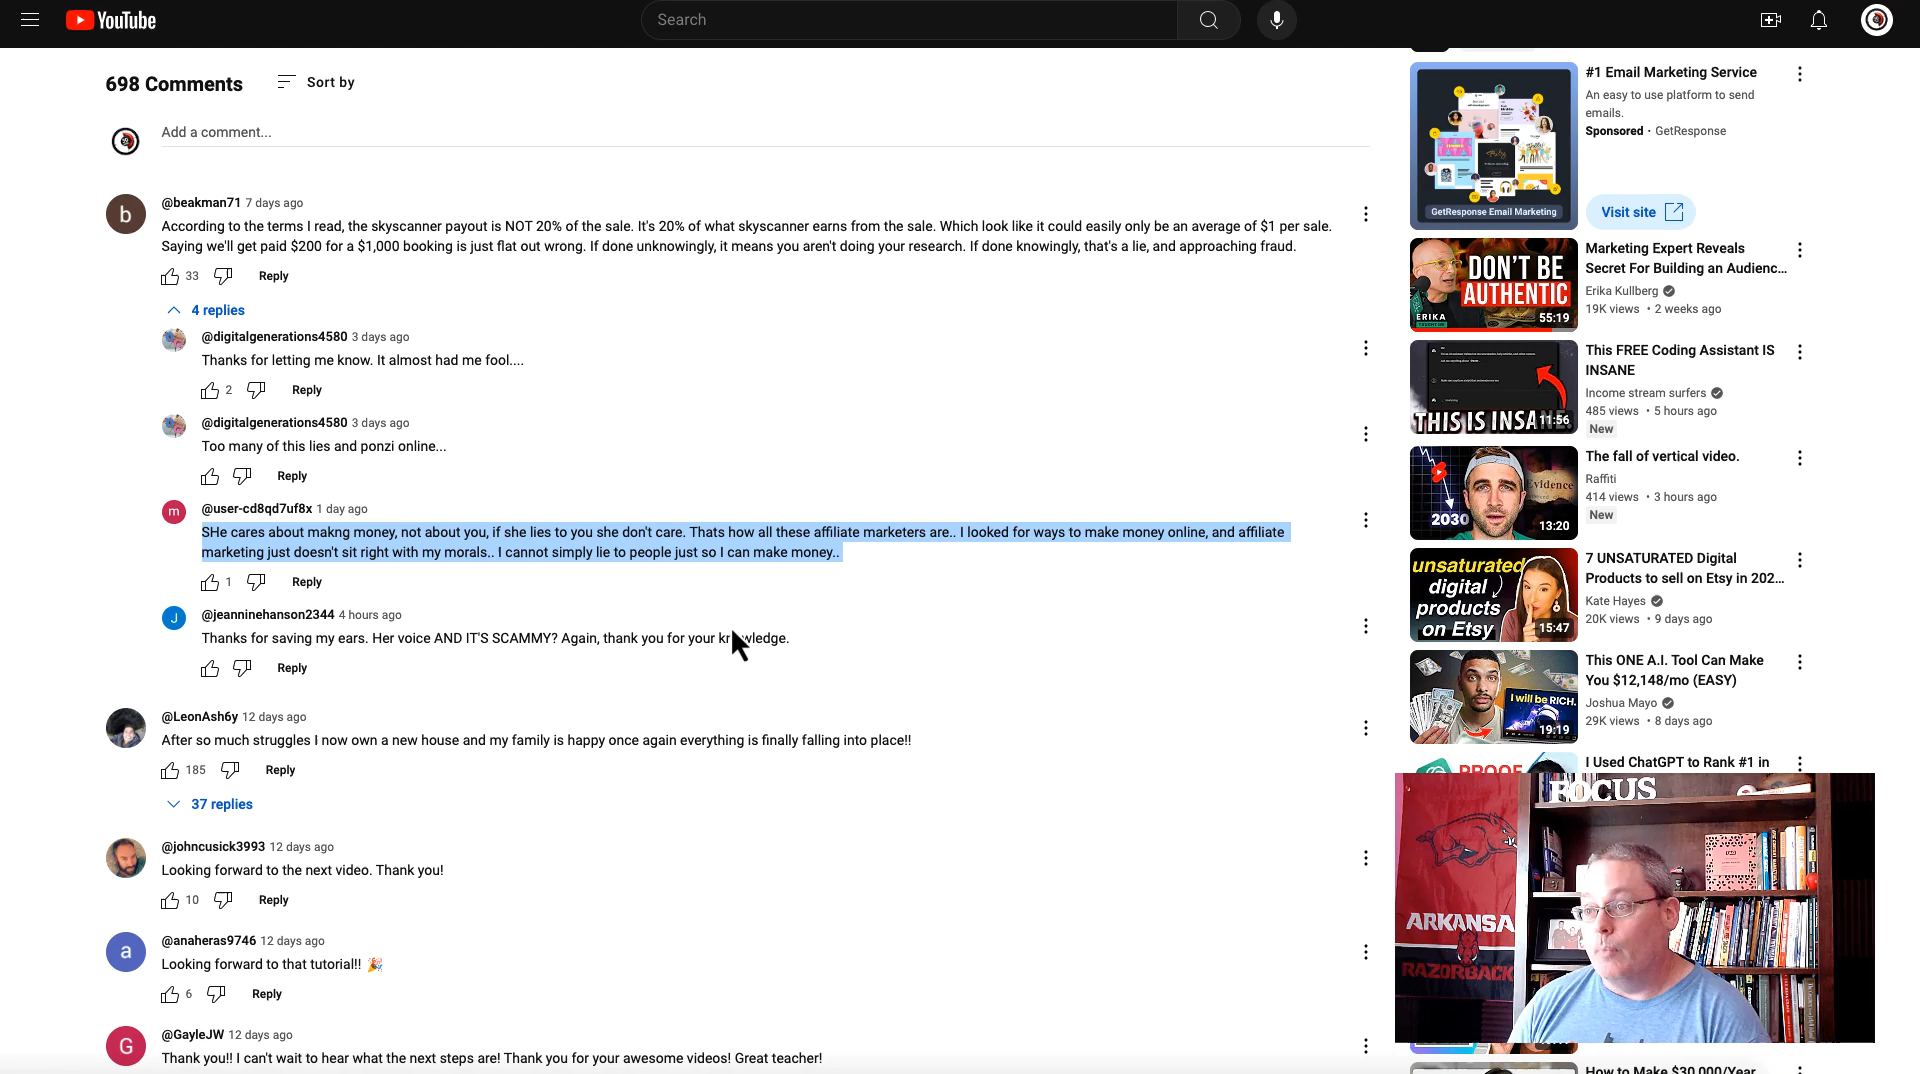 YouTube
Search
698 Comments
Sort by
Add a comment...
b
@beakman71 7 days ago
According to the terms I read, the skyscanner payout is NOT 20% of the sale. It's 20% of what skyscanner earns from the sale. Which look like it could easily only be an average of $1 per sale.
Saying we'll get paid $200 for a $1,000 booking is just flat out wrong. If done unknowingly, it means you aren't doing your research. If done knowingly, that's a lie, and approaching fraud.
33
Reply
4 replies
@digitalgenerations4580 3 days ago
Thanks for letting me know. It almost had me fool....
2
Reply
@digitalgenerations4580 3 days ago
Too many of this lies and ponzi online...
Reply
m
@user-cd8qd7uf8x 1 day ago
SHe cares about makng money, not about you, if she lies to you she don't care. Thats how all these affiliate marketers are.. I looked for ways to make money online, and affiliate
marketing just doesn't sit right with my morals.. I cannot simply lie to people just so I can make money..
1
Reply
J
@jeanninehanson2344 4 hours ago
Thanks for saving my ears. Her voice AND IT'S SCAMMY? Again, thank you for your knowledge.
Reply
@LeonAsh6y 12 days ago
After so much struggles I now own a new house and my family is happy once again everything is finally falling into place!!
185
Reply
37 replies
@johncusick3993 12 days ago
Looking forward to the next video. Thank you!
10
Reply
a
@anaheras9746 12 days ago
Looking forward to that tutorial!! 🎉
6
Reply
G
@GayleJW 12 days ago
Thank you!! I can't wait to hear what the next steps are! Thank you for your awesome videos! Great teacher!
GetResponse Email Marketing
#1 Email Marketing Service
An easy to use platform to send
emails.
Sponsored · GetResponse
Visit site
DON'T BE
AUTHENTIC
ERIKA
55:19
Marketing Expert Reveals
Secret For Building an Audienc...
Erika Kullberg
19K views • 2 weeks ago
THIS IS INSANE.
11:56
This FREE Coding Assistant IS
INSANE
Income stream surfers
485 views • 5 hours ago
New
Evidence
2030
13:20
The fall of vertical video.
Raffiti
414 views • 3 hours ago
New
unsaturated
digital
products
on Etsy
15:47
7 UNSATURATED Digital
Products to sell on Etsy in 202...
Kate Hayes
20K views • 9 days ago
I will be RICH.
19:19
This ONE A.I. Tool Can Make
You $12,148/mo (EASY)
Joshua Mayo
29K views • 8 days ago
PROOF
I Used ChatGPT to Rank #1 in
FOCUS
ARKANSA
RAZORBACK
How to Make $30,000/Year